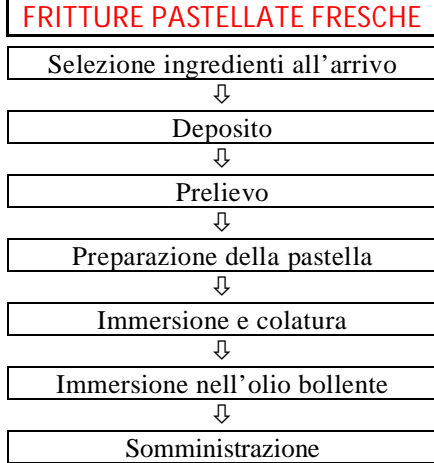 FRITTURE PASTELLATE FRESCHE
Selezione ingredienti all'arrivo
Deposito
Prelievo
Preparazione della pastella
Immersione e colatura
Immersione nell'olio bollente
Somministrazione